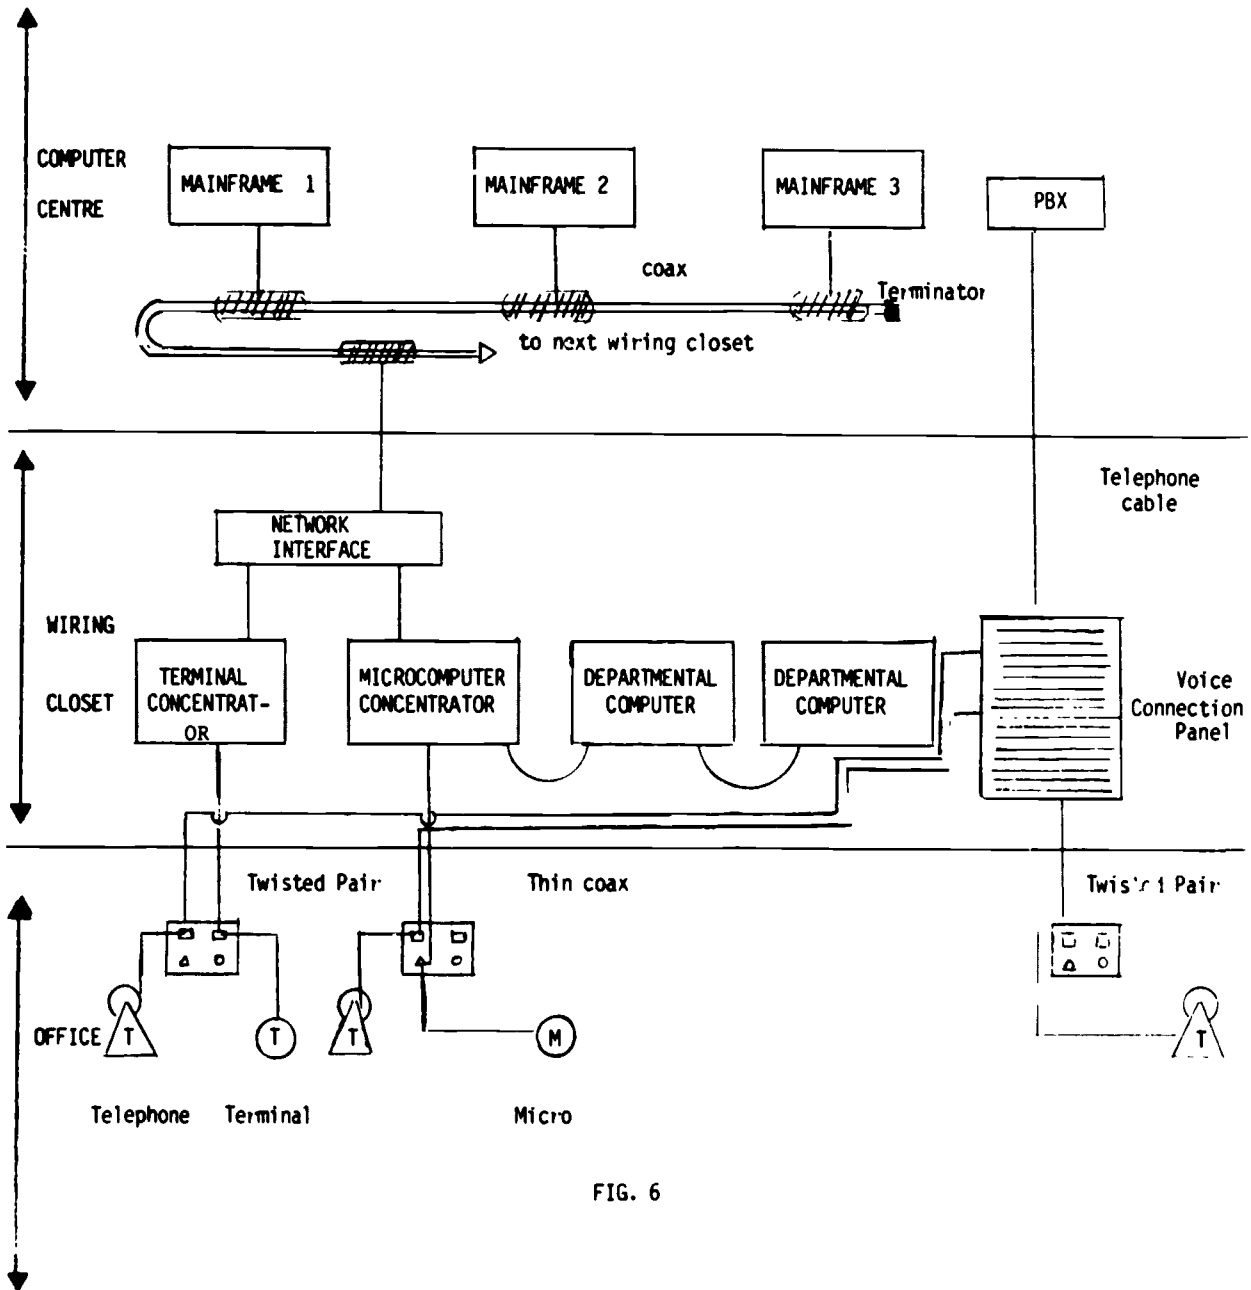 COMPUTER
CENTRE
MAINFRAME 1
MAINFRAME 2
MAINFRAME 3
PBX
coax
Terminator
to next wiring closet
Telephone
cable
NETWORK
INTERFACE
WIRING
CLOSET
TERMINAL
CONCENTRAT-
OR
MICROCOMPUTER
CONCENTRATOR
DEPARTMENTAL
COMPUTER
DEPARTMENTAL
COMPUTER
Voice
Connection
Panel
Twisted Pair
Thin coax
Twisted Pair
OFFICE
T
T
T
M
T
Telephone
Terminal
Micro
FIG. 6